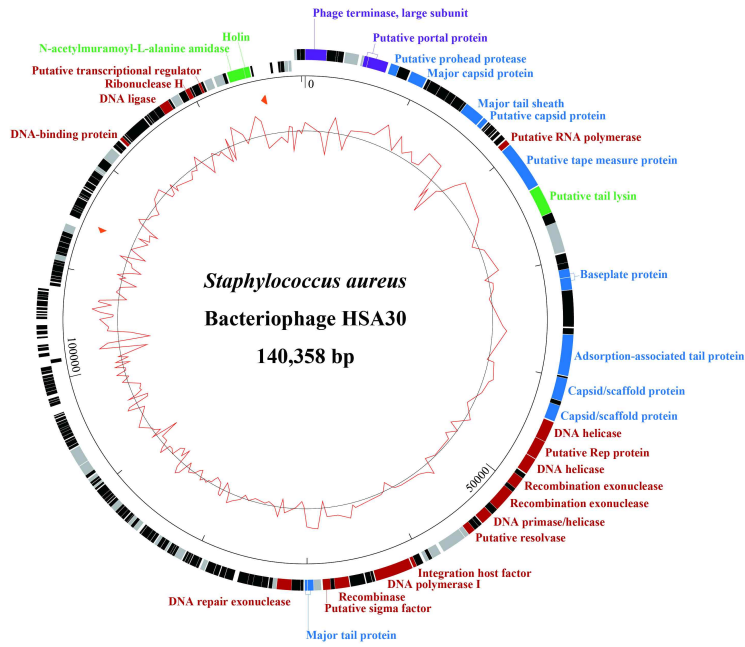 Phage terminase, large subunit
Putative portal protein
Putative prohead protease
Major capsid protein
Major tail sheath
Putative capsid protein
Putative RNA polymerase
Putative tape measure protein
Putative tail lysin
Baseplate protein
Adsorption-associated tail protein
Capsid/scaffold protein
Capsid/scaffold protein
DNA helicase
Putative Rep protein
DNA helicase
Recombination exonuclease
Recombination exonuclease
DNA primase/helicase
Putative resolvase
Integration host factor
DNA polymerase I
Recombinase
Putative sigma factor
Major tail protein
DNA repair exonuclease
DNA-binding protein
DNA ligase
Ribonuclease H
Putative transcriptional regulator
N-acetylmuramoyl-L-alanine amidase
Holin
0
50000
100000
Staphylococcus aureus
Bacteriophage HSA30
140,358 bp